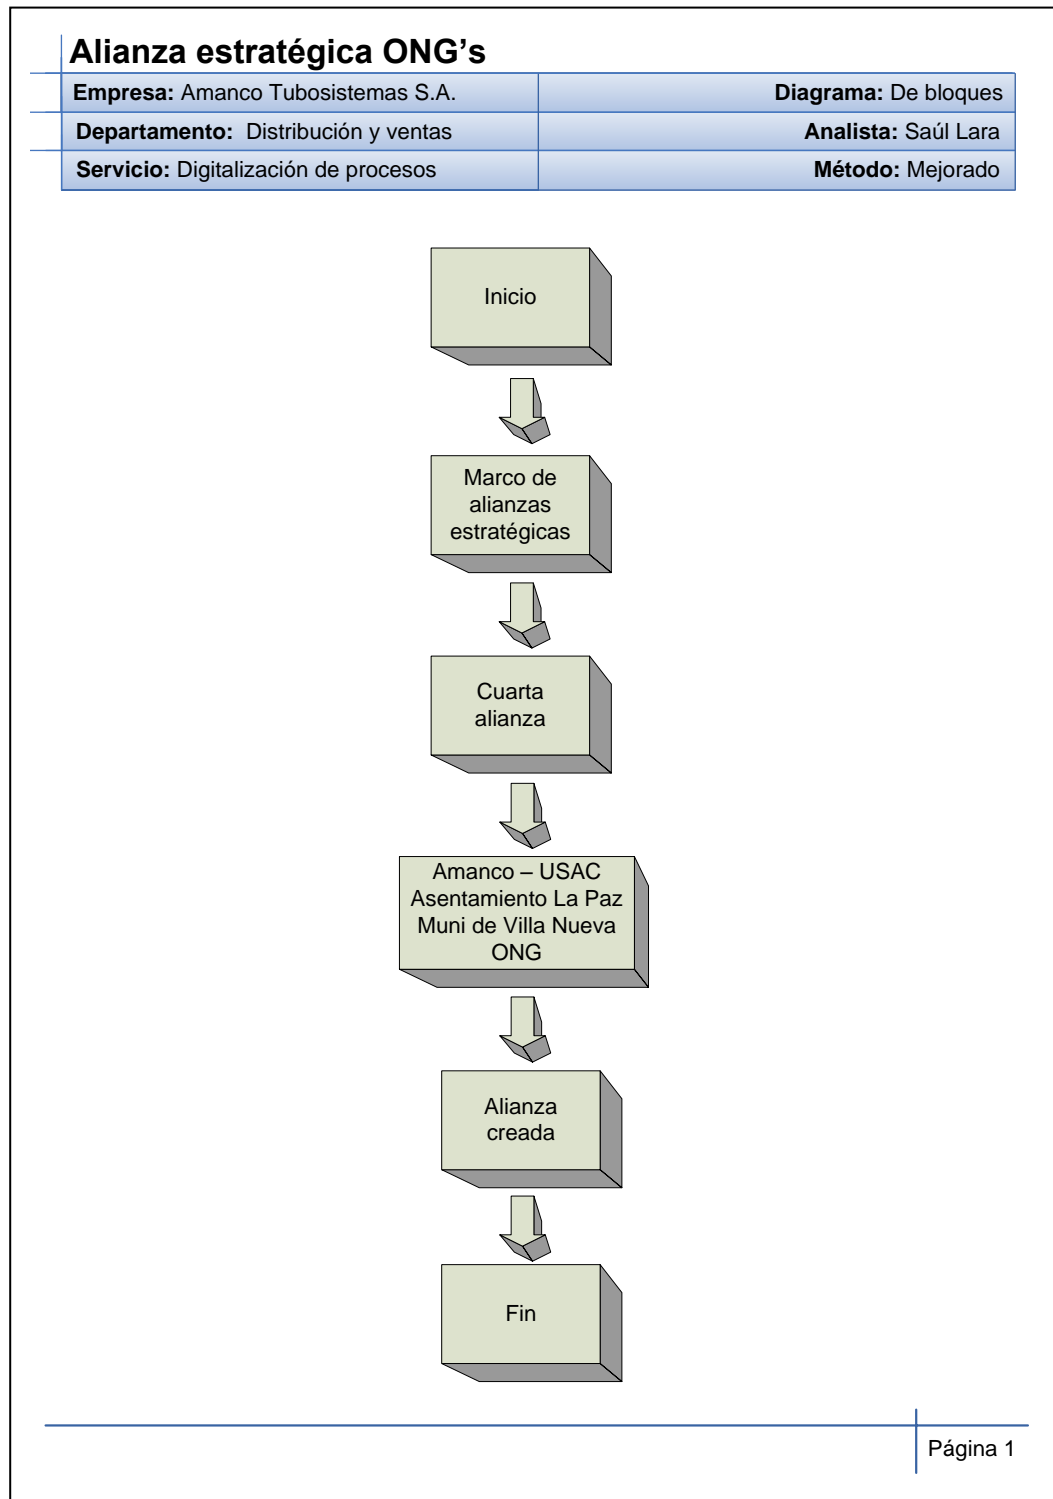 Alianza estratégica ONG’s
Empresa: Amanco Tubosistemas S.A.
Diagrama: De bloques
Departamento: Distribución y ventas
Analista: Saúl Lara
Servicio: Digitalización de procesos
Método: Mejorado
Inicio
Marco de
alianzas
estratégicas
Cuarta
alianza
Amanco – USAC
Asentamiento La Paz
Muni de Villa Nueva
ONG
Alianza
creada
Fin
Página 1